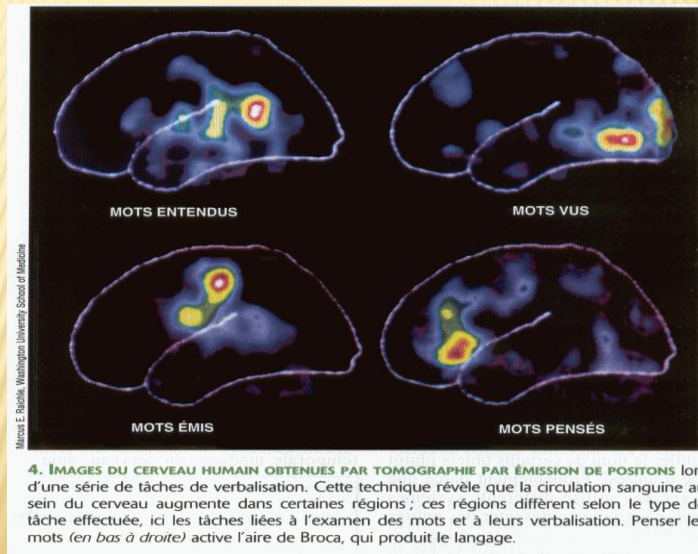 MOTS ENTENDUS
MOTS VUS
MOTS ÉMIS
MOTS PENSÉS
Marcus E. Raichle, Washington University School of Medicine
4. IMAGES DU CERVEAU HUMAIN OBTENUES PAR TOMOGRAPHIE PAR ÉMISSION DE POSITONS lor
d'une série de tâches de verbalisation. Cette technique révèle que la circulation sanguine a
sein du cerveau augmente dans certaines régions ; ces régions diffèrent selon le type d
tâche effectuée, ici les tâches liées à l'examen des mots et à leurs verbalisation. Penser le
mots (en bas à droite) active l'aire de Broca, qui produit le langage.